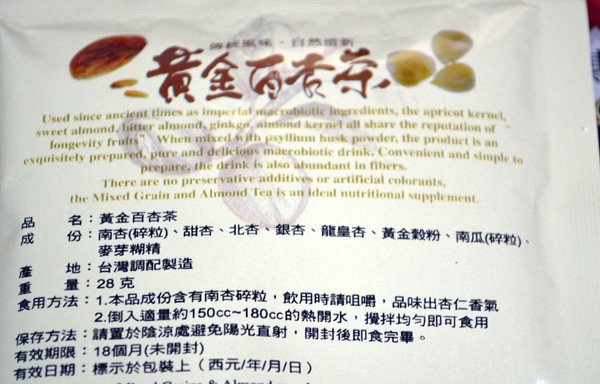 傳統風味・自然清新
黃金百杏茶
Used since ancient times as imperial macrobiotic ingredients, the apricot kernel,
sweet almond, bitter almond, ginkgo, almond kernel all share the reputation of
longevity fruits". When mixed with psyllium husk powder, the product is an
exquisitely prepared, pure and delicious macrobiotic drink. Convenient and simple to
prepare, the drink is also abundant in fibers.
There are no preservative additives or artificial colorants,
the Mixed Grain and Almond Tea is an ideal nutritional supplement.
品　　名：黃金百杏茶
成　　份：南杏(碎粒)、甜杏、北杏、銀杏、龍皇杏、黃金穀粉、南瓜(碎粒)、
麥芽糊精
產　　地：台灣調配製造
重　　量：28 克
食用方法：1.本品成份含有南杏碎粒，飲用時請咀嚼，品味出杏仁香氣
2.倒入適量約150cc~180cc的熱開水，攪拌均勻即可食用
保存方法：請置於陰涼處避免陽光直射，開封後即食完畢。
有效期限：18個月(未開封)
有效日期：標示於包裝上（西元/年/月/日）